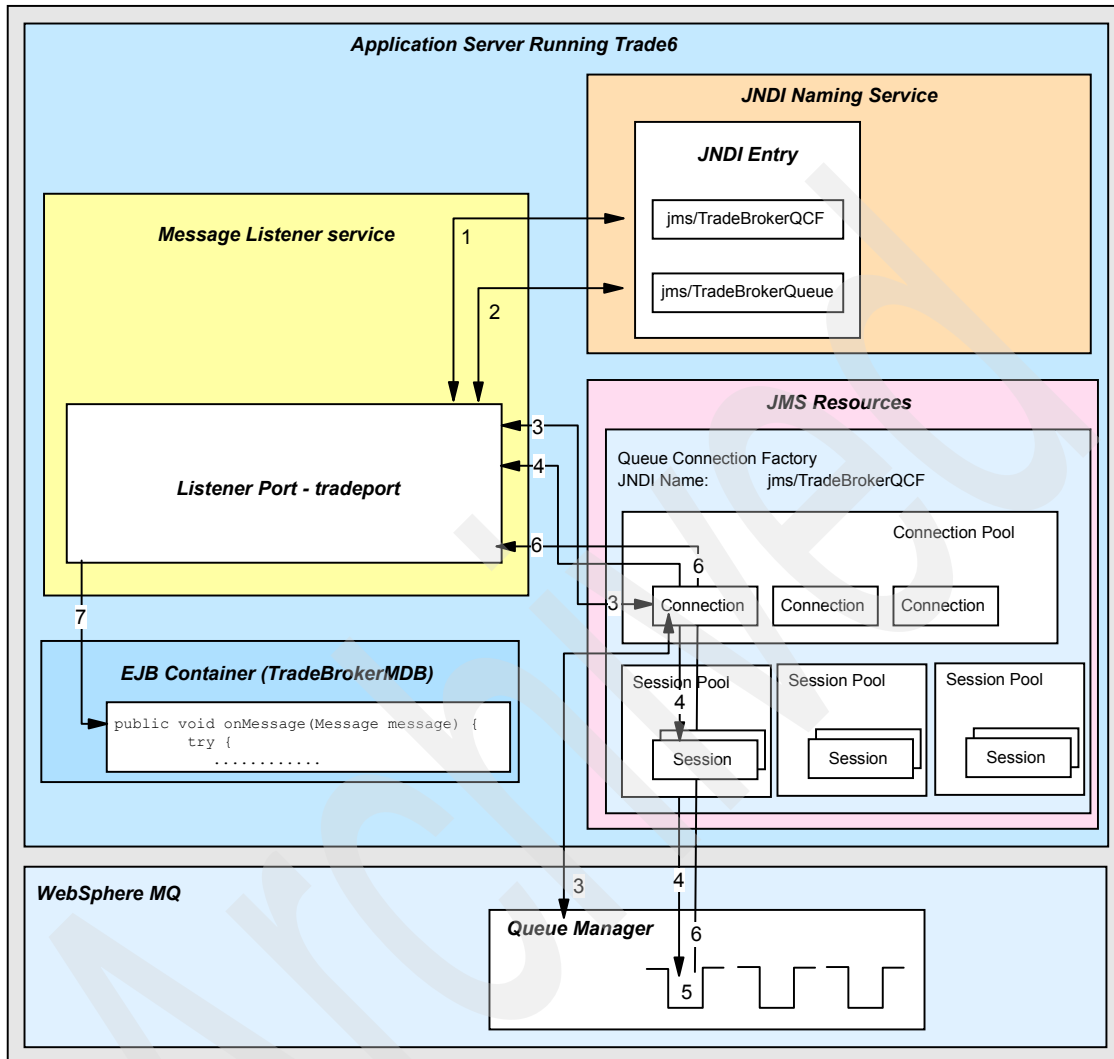 Application Server Running Trade6
JNDI Naming Service
JNDI Entry
jms/TradeBrokerQCF
jms/TradeBrokerQueue
Message Listener service
1
2
Listener Port - tradeport
3
4
6
7
JMS Resources
Queue Connection Factory
JNDI Name: jms/TradeBrokerQCF
Connection Pool
6
3
Connection
Connection
Connection
Session Pool
Session Pool
Session Pool
4
Session
Session
Session
EJB Container (TradeBrokerMDB)
public void onMessage(Message message) {
try {
............
WebSphere MQ
3
4
Queue Manager
6
5
Archived